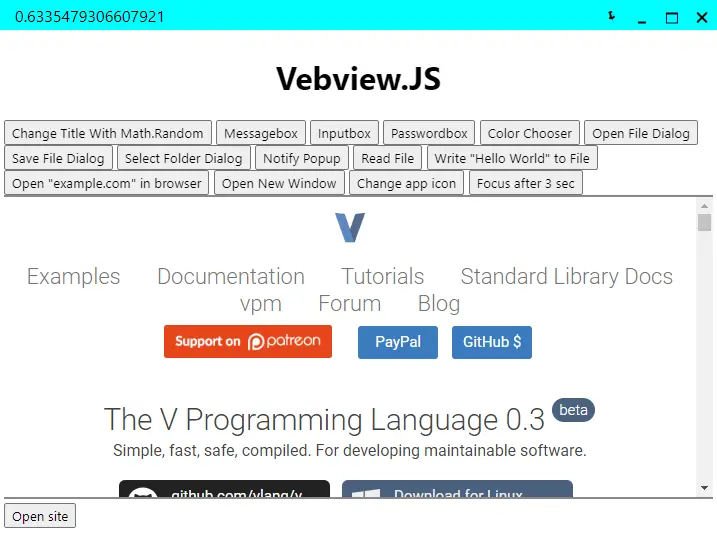 0.6335479306607921
Vebview.JS
Change Title With Math.Random Messagebox Inputbox Passwordbox Color Chooser Open File Dialog
Save File Dialog Select Folder Dialog Notify Popup Read File Write "Hello World" to File
Open "example.com" in browser Open New Window Change app icon Focus after 3 sec
Examples Documentation Tutorials Standard Library Docs
vpm Forum Blog
Support on patreon PayPal GitHub $
The V Programming Language 0.3 beta
Simple, fast, safe, compiled. For developing maintainable software.
github.com/vlang/v Download for Linux
Open site